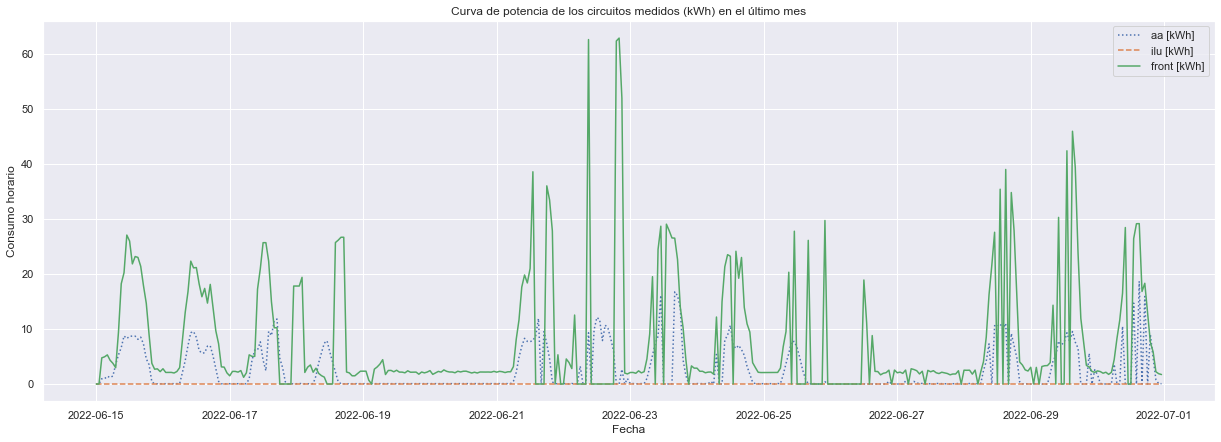 Curva de potencia de los circuitos medidos (kWh) en el último mes
aa [kWh]
ilu [kWh]
front [kWh]
Consumo horario
60
50
40
30
20
10
0
2022-06-15
2022-06-17
2022-06-19
2022-06-21
2022-06-23
2022-06-25
2022-06-27
2022-06-29
2022-07-01
Fecha